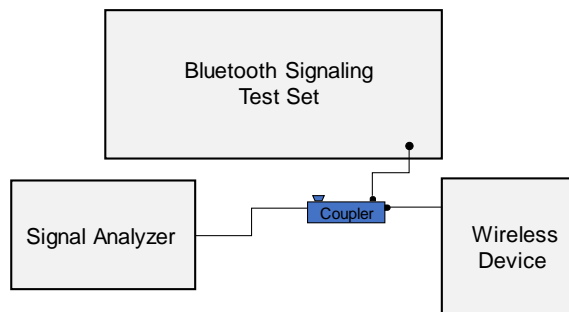 Bluetooth Signaling
Test Set
Signal Analyzer
Coupler
Wireless
Device